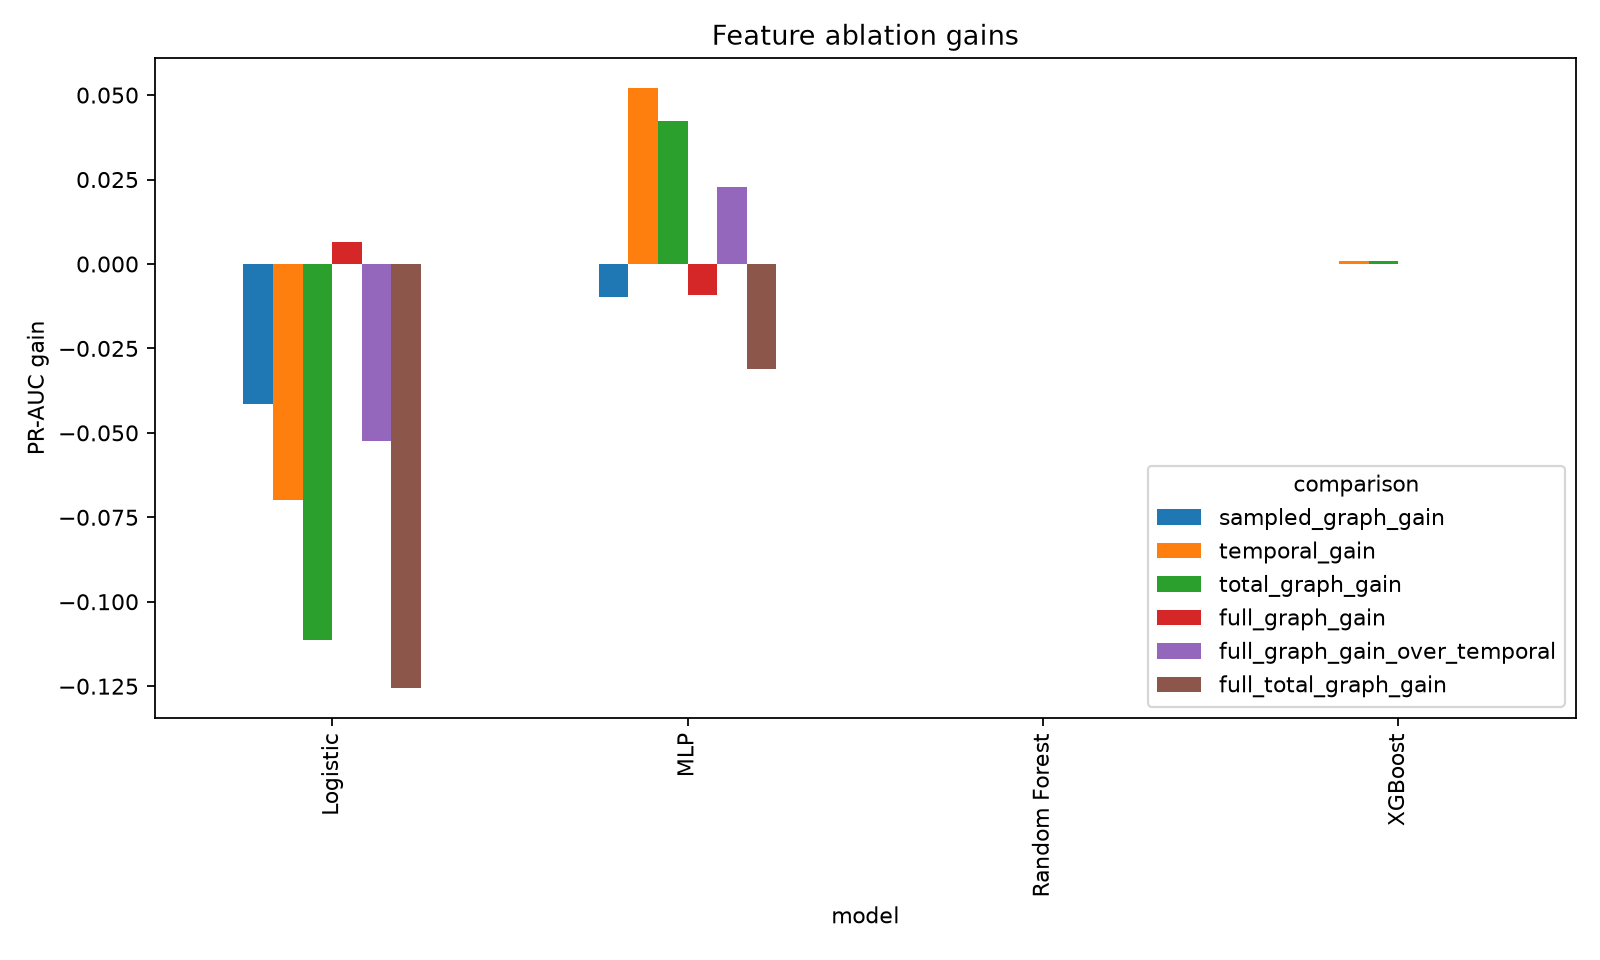 Feature ablation gains
PR-AUC gain
0.050
0.025
0.000
−0.025
−0.050
−0.075
−0.100
−0.125
comparison
sampled_graph_gain
temporal_gain
total_graph_gain
full_graph_gain
full_graph_gain_over_temporal
full_total_graph_gain
Logistic
MLP
Random Forest
XGBoost
model